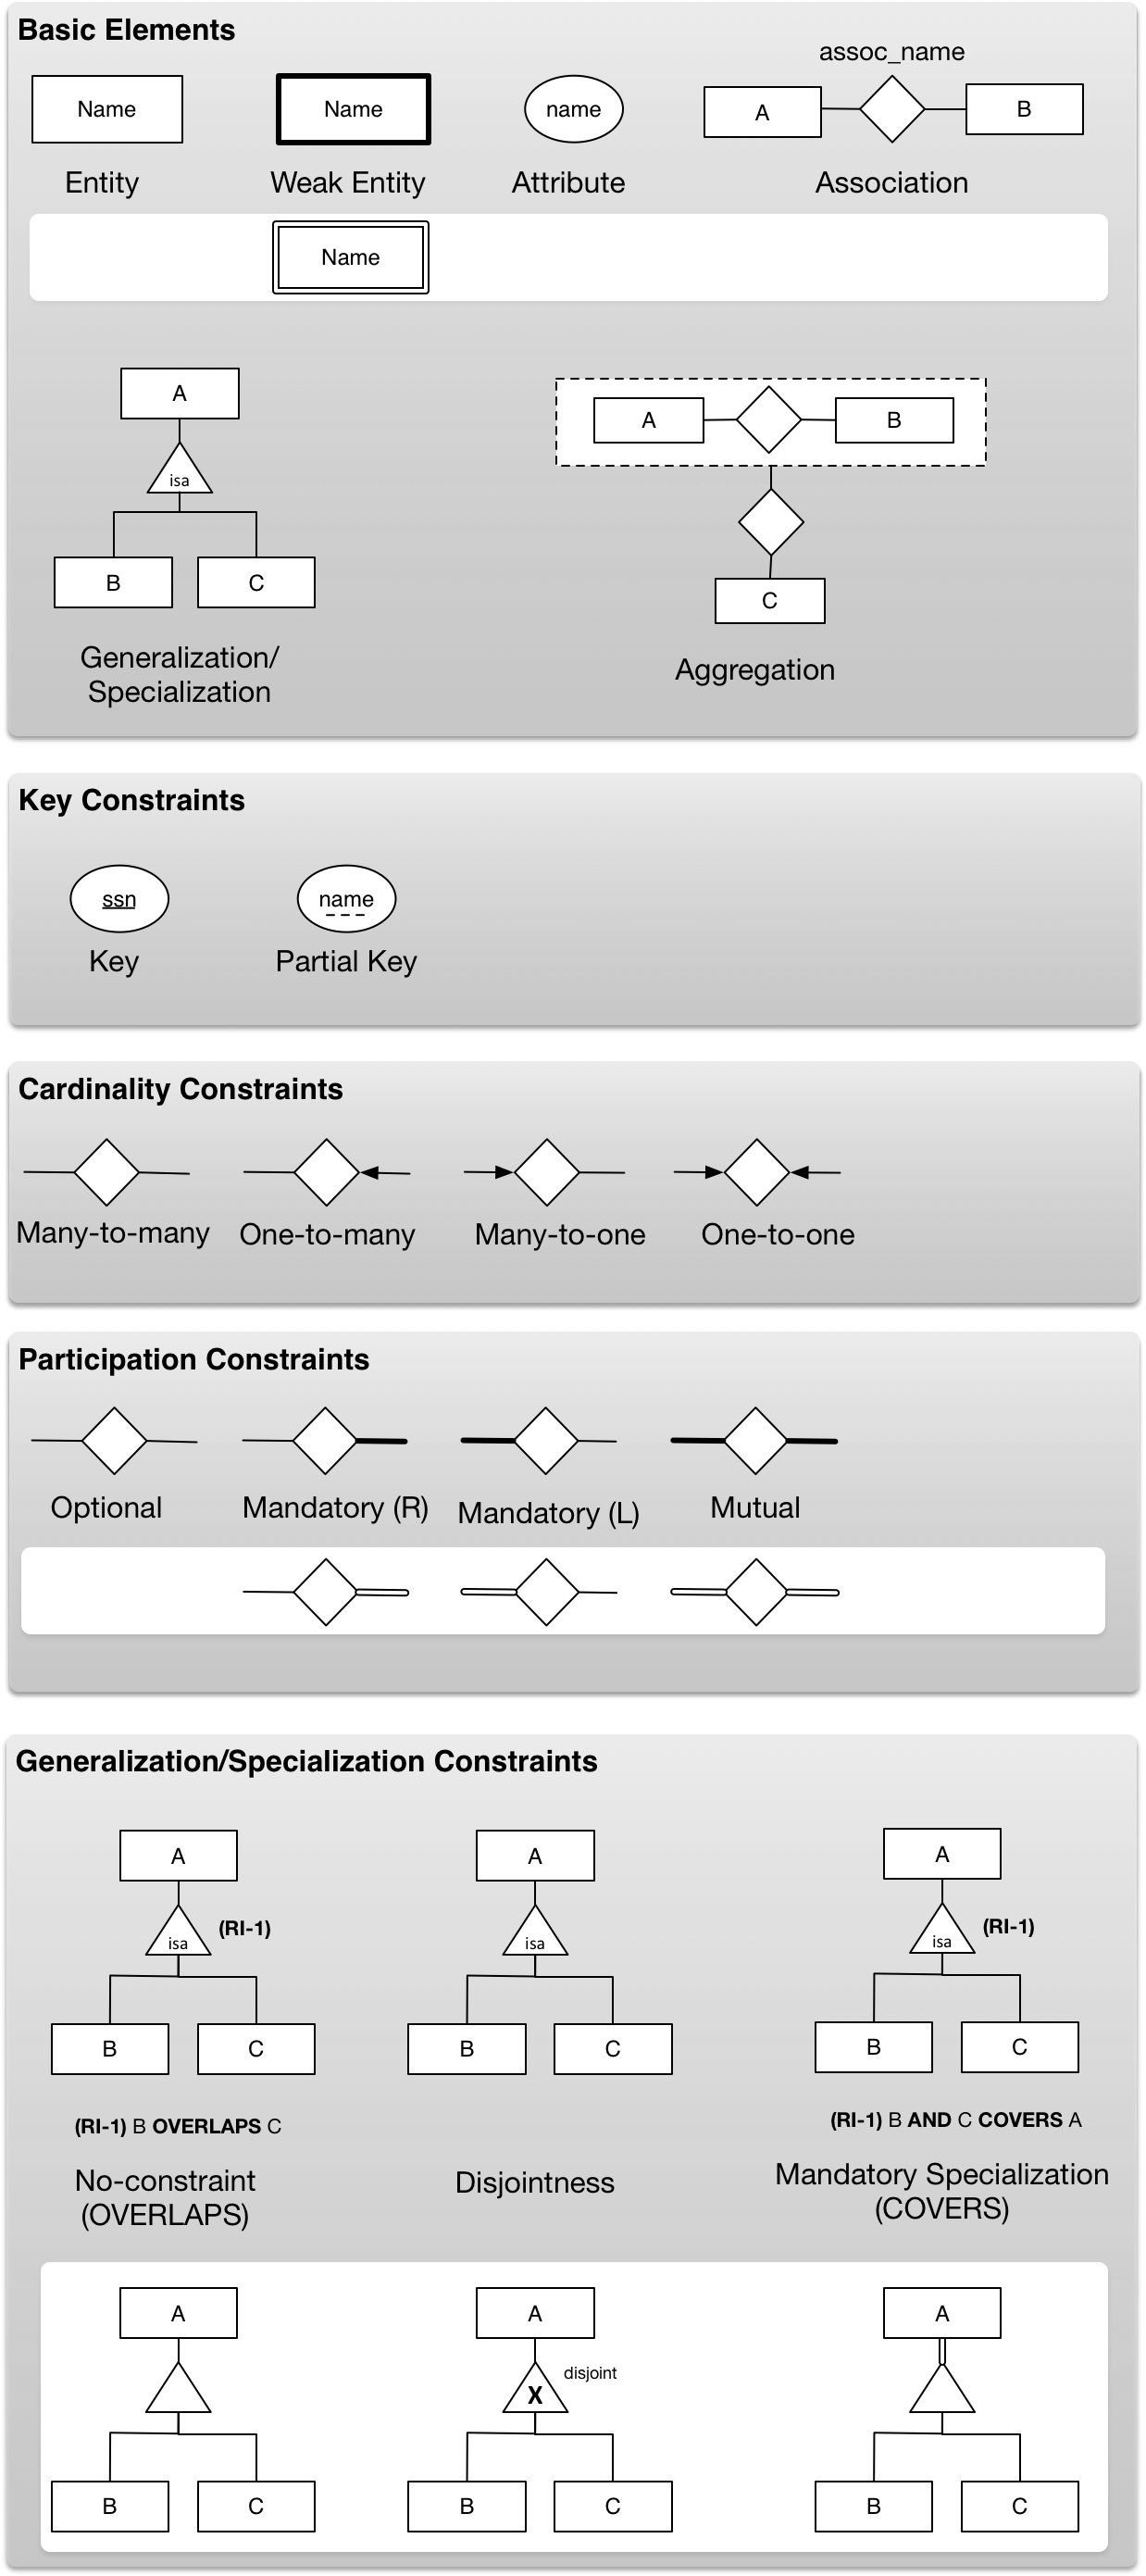 Basic Elements
assoc_name
Name
Name
name
A
B
Entity
Weak Entity
Attribute
Association
Name
A
isa
B
C
Generalization/
Specialization
A
B
C
Aggregation
Key Constraints
ssn
name
Key
Partial Key
Cardinality Constraints
Many-to-many
One-to-many
Many-to-one
One-to-one
Participation Constraints
Optional
Mandatory (R)
Mandatory (L)
Mutual
Generalization/Specialization Constraints
A
isa
(RI-1)
B
C
(RI-1) B OVERLAPS C
No-constraint
(OVERLAPS)
A
isa
B
C
Disjointness
A
isa
(RI-1)
B
C
(RI-1) B AND C COVERS A
Mandatory Specialization
(COVERS)
A
B
C
A
X
disjoint
B
C
A
B
C